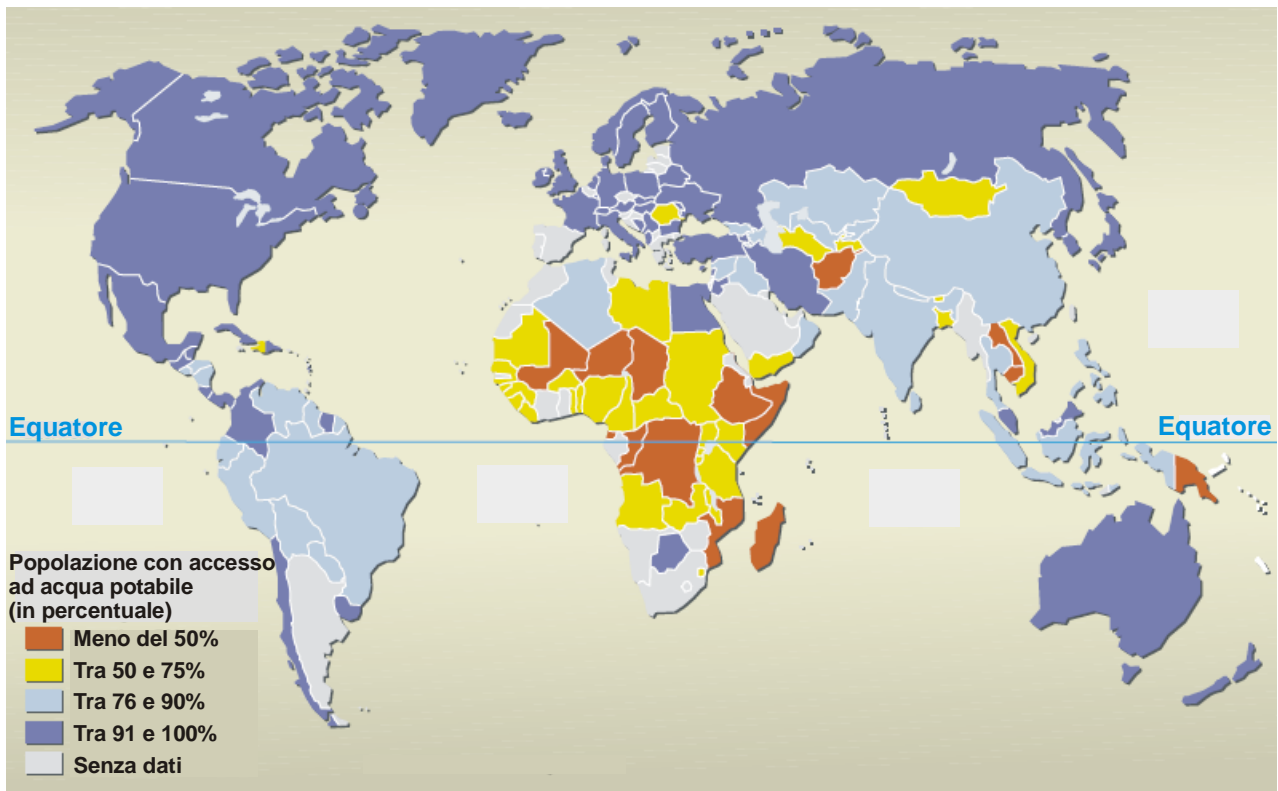 Equatore
Equatore
Popolazione con accesso
ad acqua potabile
(in percentuale)
Meno del 50%
Tra 50 e 75%
Tra 76 e 90%
Tra 91 e 100%
Senza dati